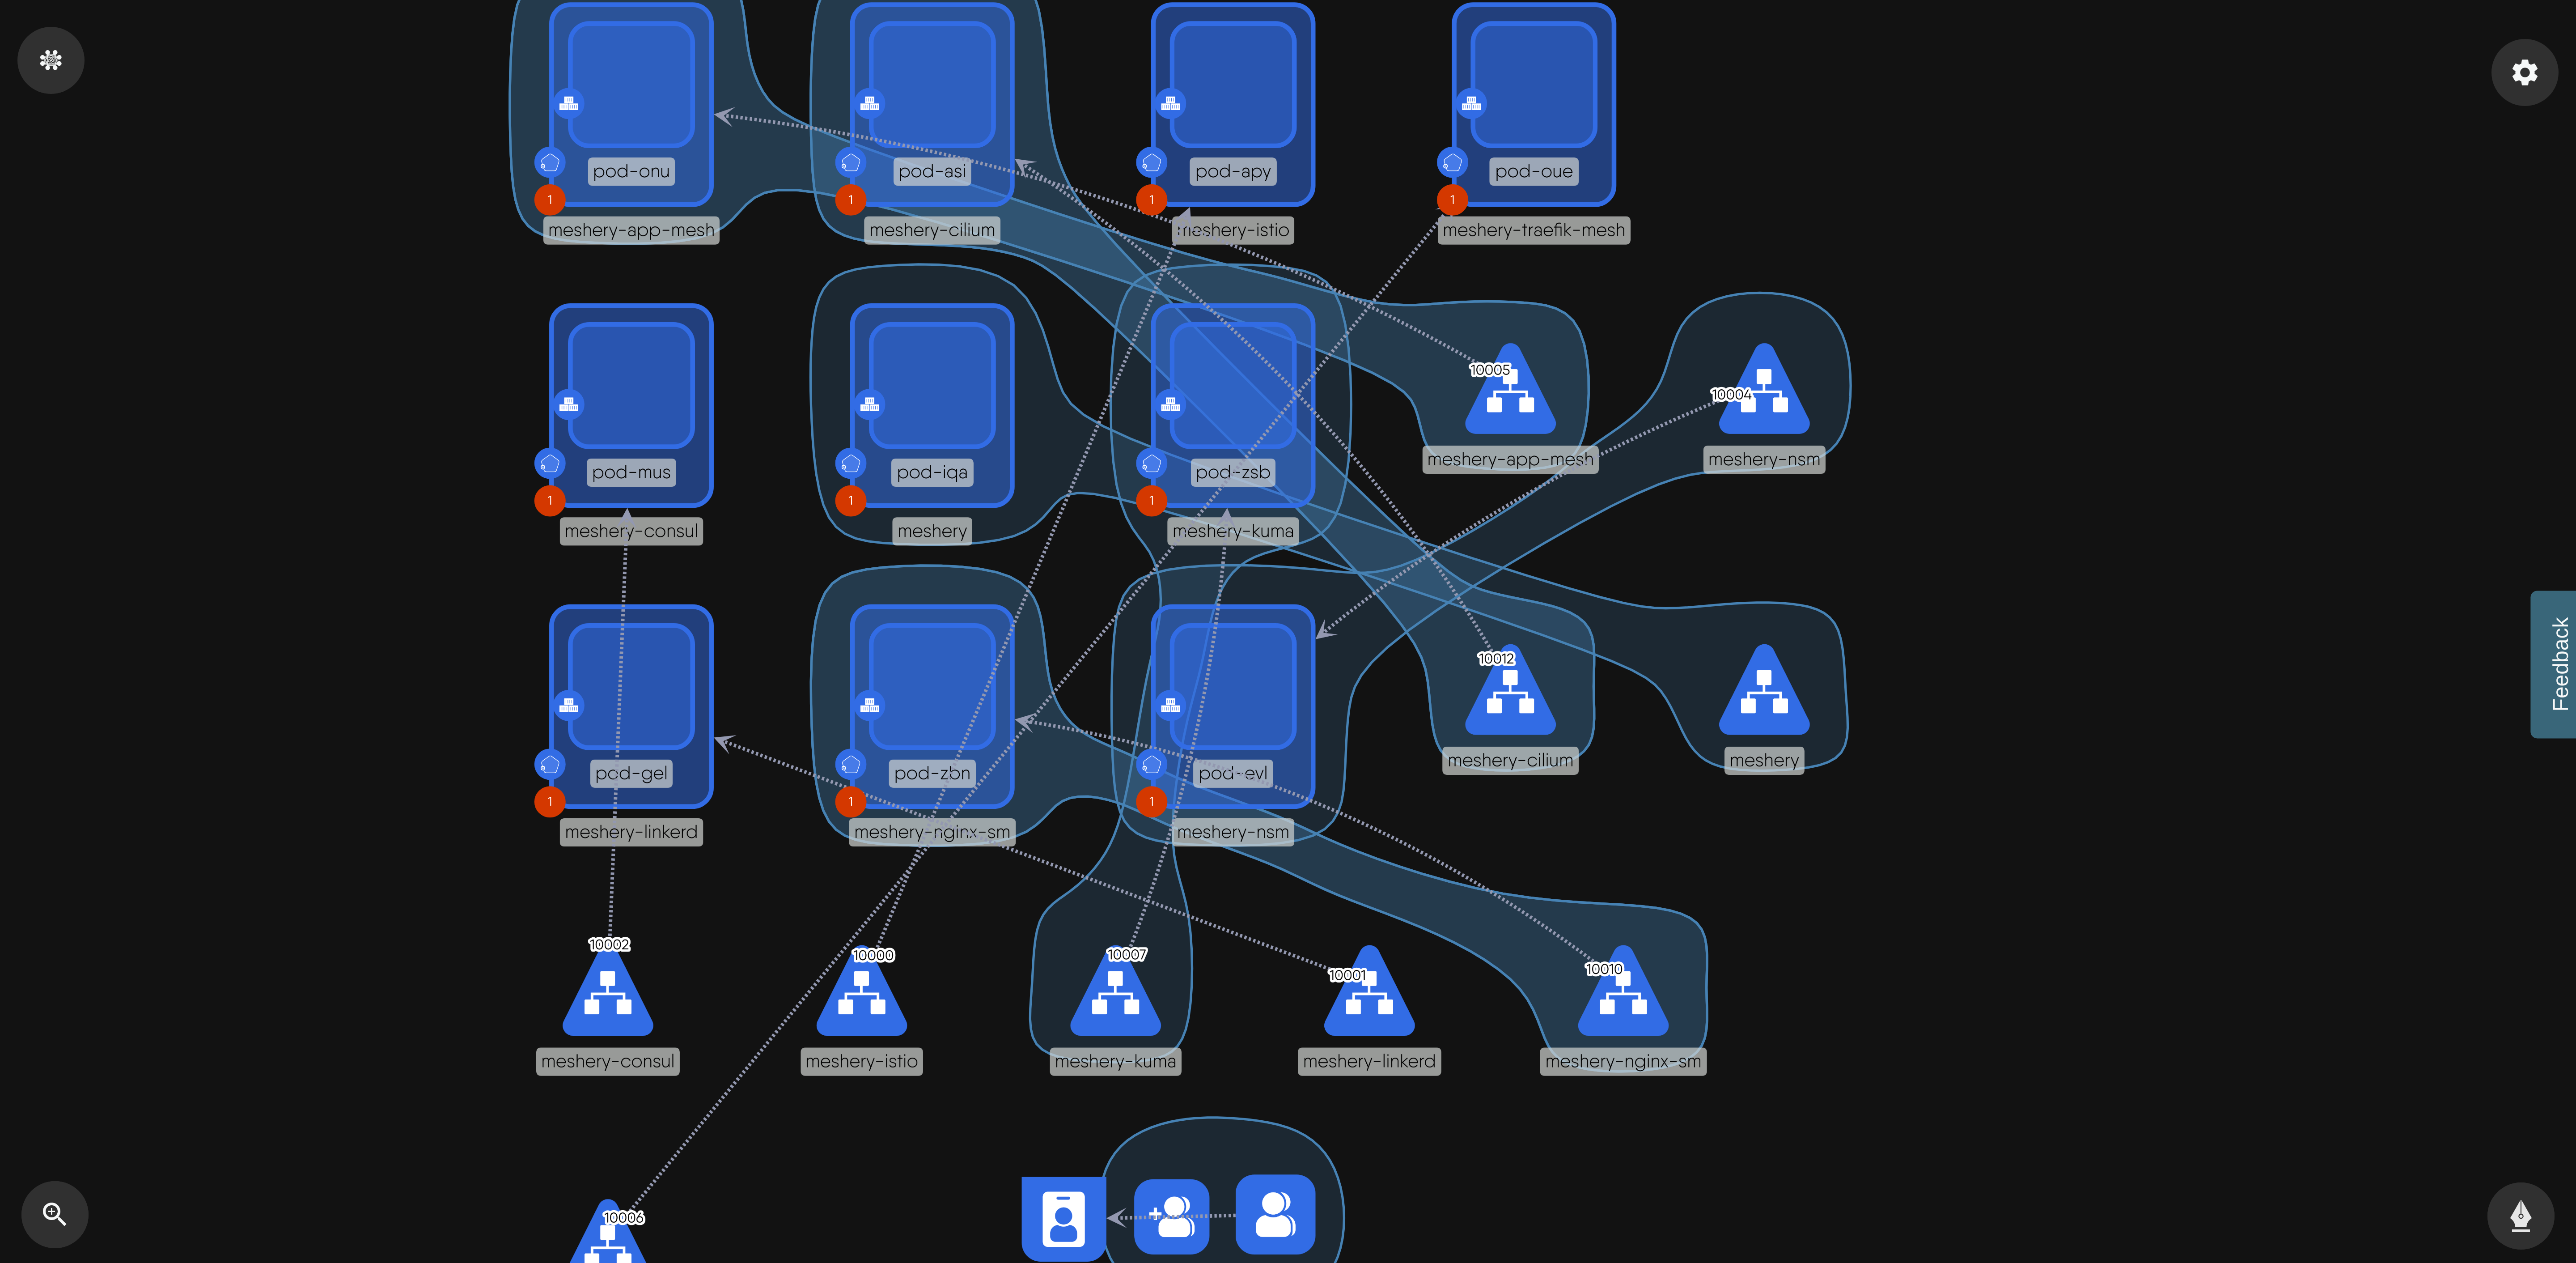 pod-onu
pod-asi
pod-apy
pod-oue
1
1
1
1
meshery-app-mesh
meshery-cilium
meshery-istio
meshery-traefik-mesh
10005
10004
pod-mus
pod-iqa
pod-zsb
meshery-app-mesh
meshery-nsm
1
1
1
meshery-consul
meshery
meshery-kuma
10012
Feedback
pod-gel
pod-zbn
pod-evl
meshery-cilium
meshery
1
1
1
meshery-linkerd
meshery-nginx-sm
meshery-nsm
10002
10000
10007
10001
10010
meshery-consul
meshery-istio
meshery-kuma
meshery-linkerd
meshery-nginx-sm
10006